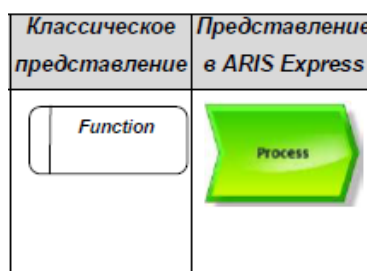 Классическое
представление
Представление
в ARIS Express
Function
Process